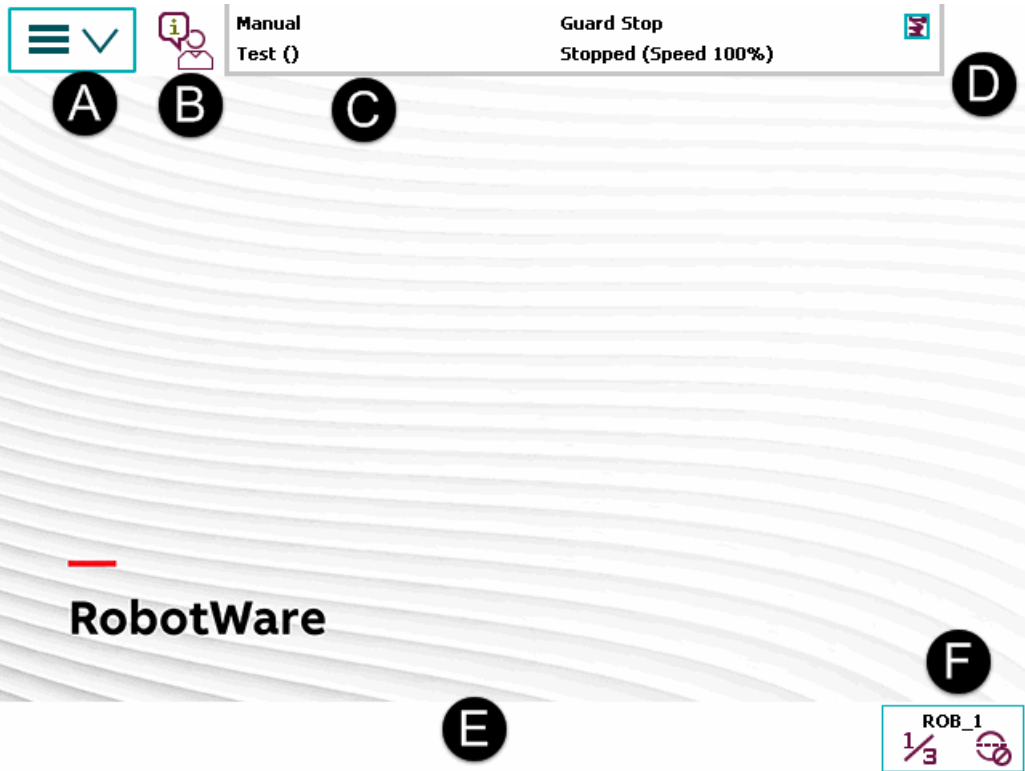 Manual
Guard Stop
Test ()
Stopped (Speed 100%)
A
B
C
D
RobotWare
F
E
ROB_1
1/3